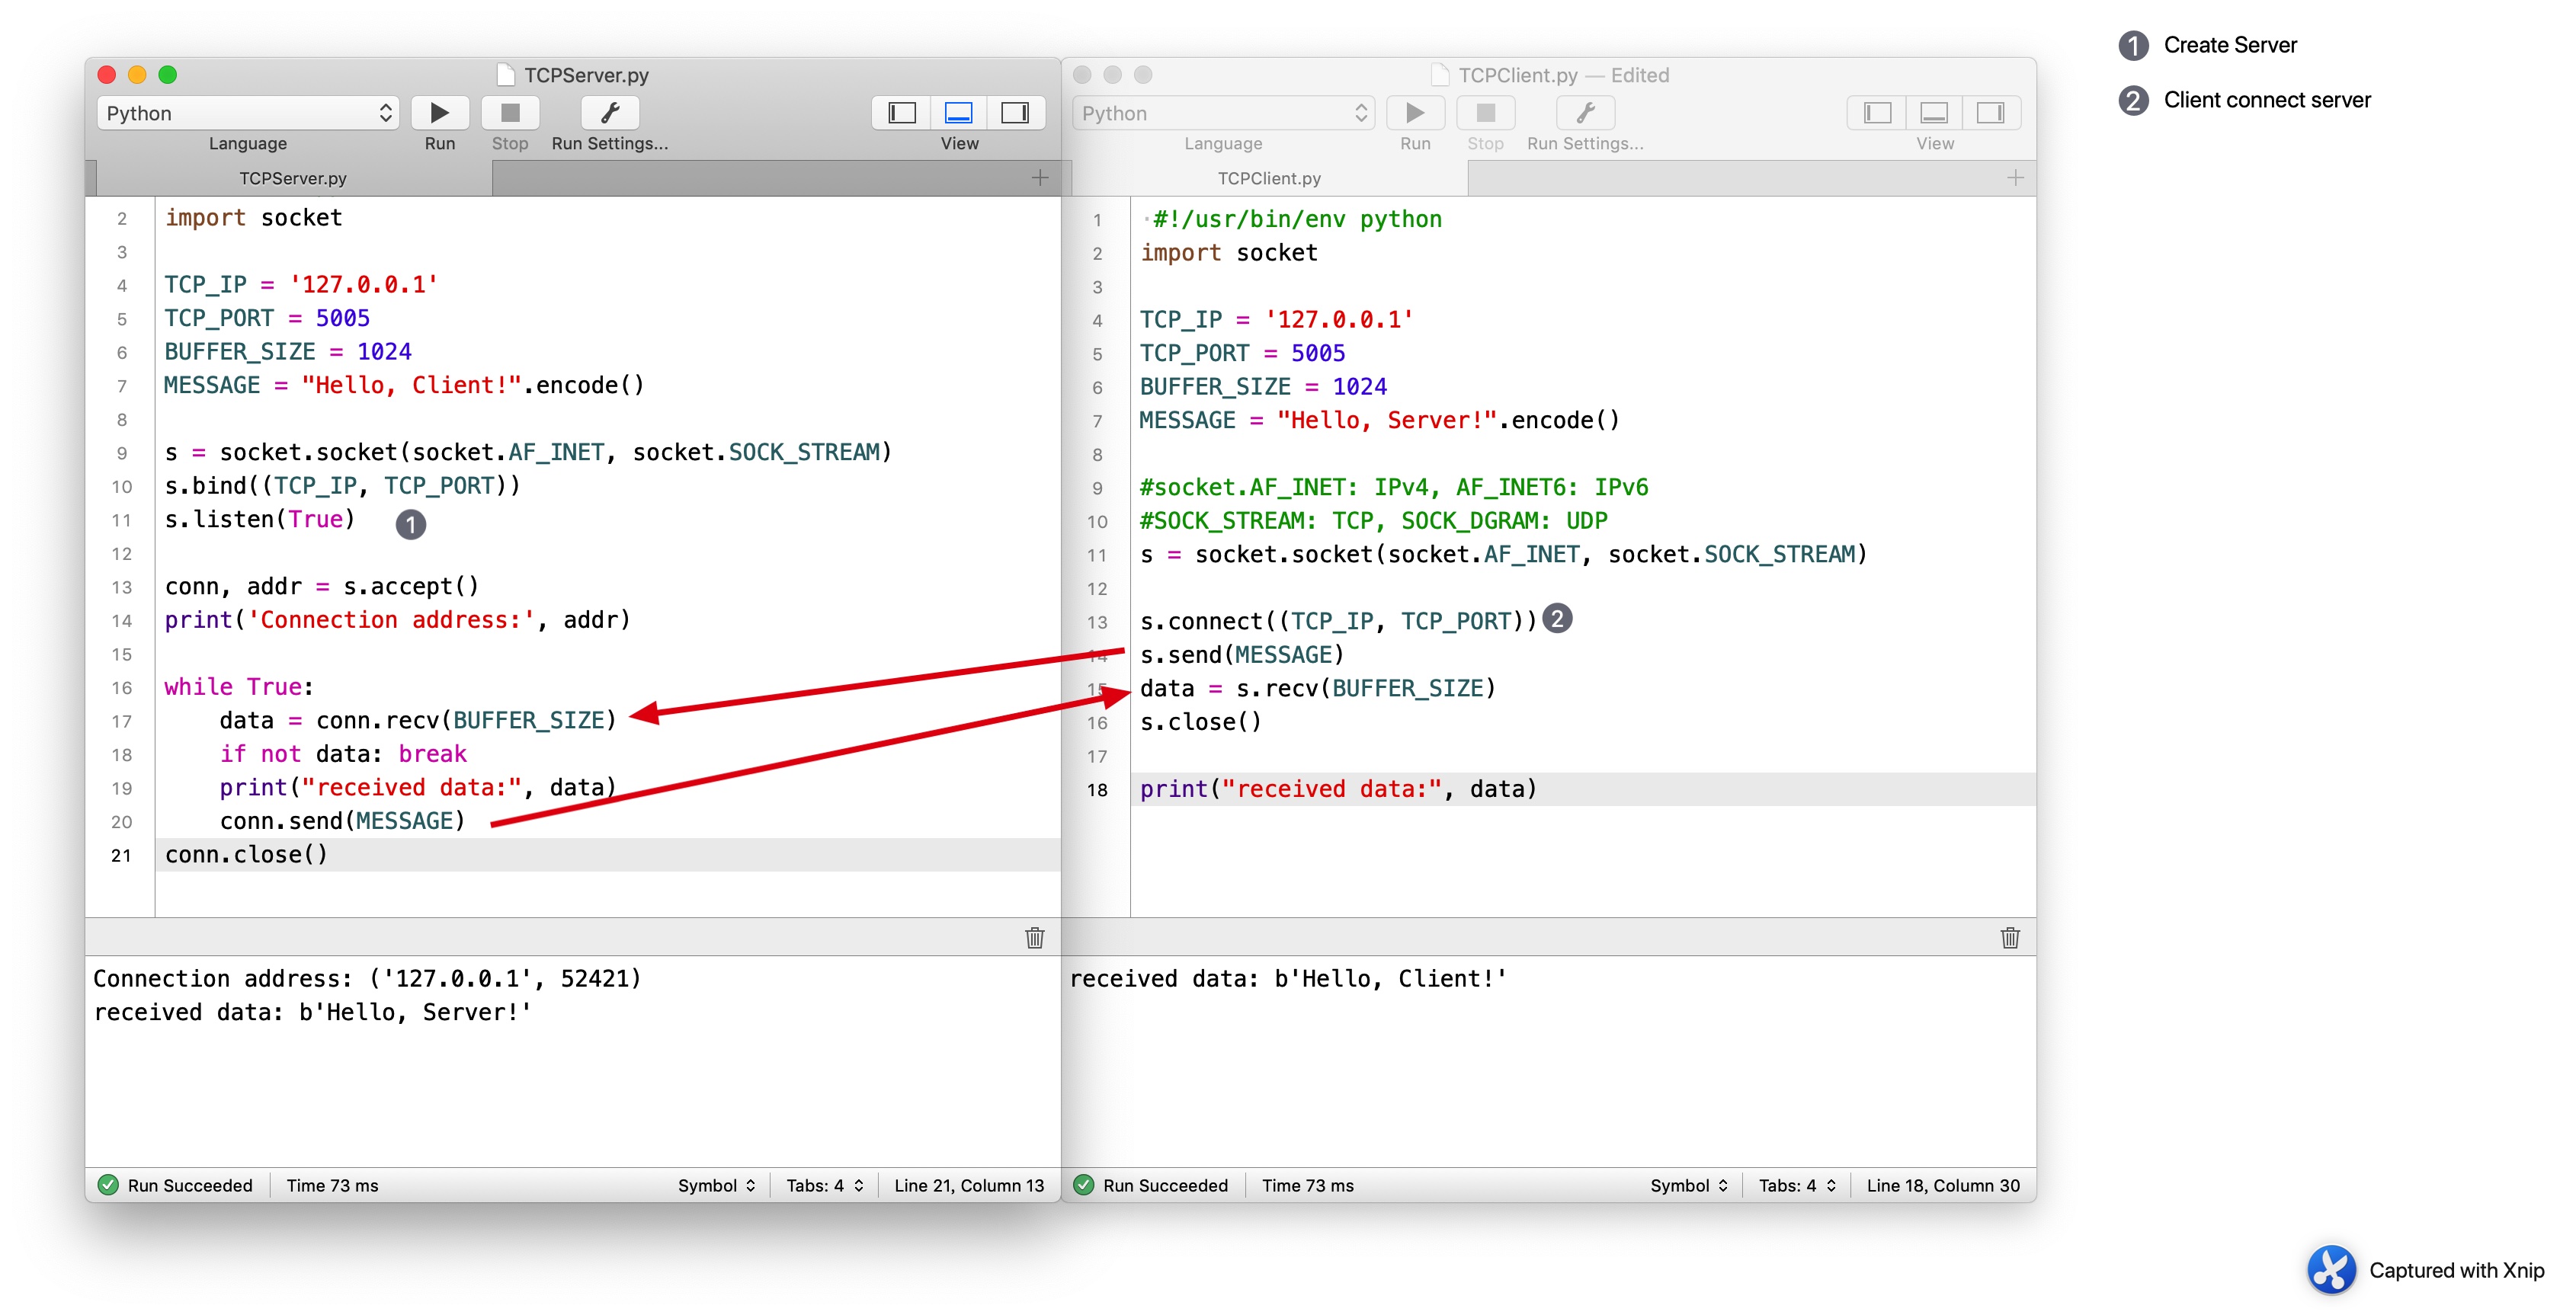 TCPServer.py
Python
Language
Run
Stop
Run Settings...
View
TCPServer.py
2 import socket
3
4 TCP_IP = '127.0.0.1'
5 TCP_PORT = 5005
6 BUFFER_SIZE = 1024
7 MESSAGE = "Hello, Client!".encode()
8
9 s = socket.socket(socket.AF_INET, socket.SOCK_STREAM)
10 s.bind((TCP_IP, TCP_PORT))
11 s.listen(True) 1
12
13 conn, addr = s.accept()
14 print('Connection address:', addr)
15
16 while True:
17     data = conn.recv(BUFFER_SIZE)
18     if not data: break
19     print("received data:", data)
20     conn.send(MESSAGE)
21 conn.close()
Connection address: ('127.0.0.1', 52421)
received data: b'Hello, Server!'
Run Succeeded
Time 73 ms
Symbol
Tabs: 4
Line 21, Column 13
TCPClient.py — Edited
Python
Language
Run
Stop
Run Settings...
View
TCPClient.py
1 #!/usr/bin/env python
2 import socket
3
4 TCP_IP = '127.0.0.1'
5 TCP_PORT = 5005
6 BUFFER_SIZE = 1024
7 MESSAGE = "Hello, Server!".encode()
8
9 #socket.AF_INET: IPv4, AF_INET6: IPv6
10 #SOCK_STREAM: TCP, SOCK_DGRAM: UDP
11 s = socket.socket(socket.AF_INET, socket.SOCK_STREAM)
12
13 s.connect((TCP_IP, TCP_PORT)) 2
14 s.send(MESSAGE)
15 data = s.recv(BUFFER_SIZE)
16 s.close()
17
18 print("received data:", data)
received data: b'Hello, Client!'
Run Succeeded
Time 73 ms
Symbol
Tabs: 4
Line 18, Column 30
1 Create Server
2 Client connect server
Captured with Xnip